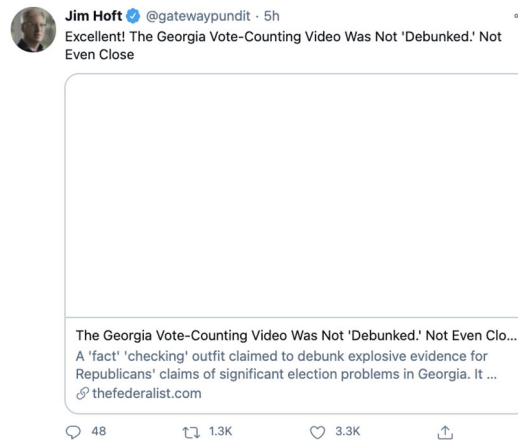 Jim Hoft @gatewaypundit · 5h
Excellent! The Georgia Vote-Counting Video Was Not 'Debunked.' Not
Even Close
The Georgia Vote-Counting Video Was Not 'Debunked.' Not Even Clo...
A 'fact' 'checking' outfit claimed to debunk explosive evidence for
Republicans' claims of significant election problems in Georgia. It ...
thefederalist.com
48 1.3K 3.3K